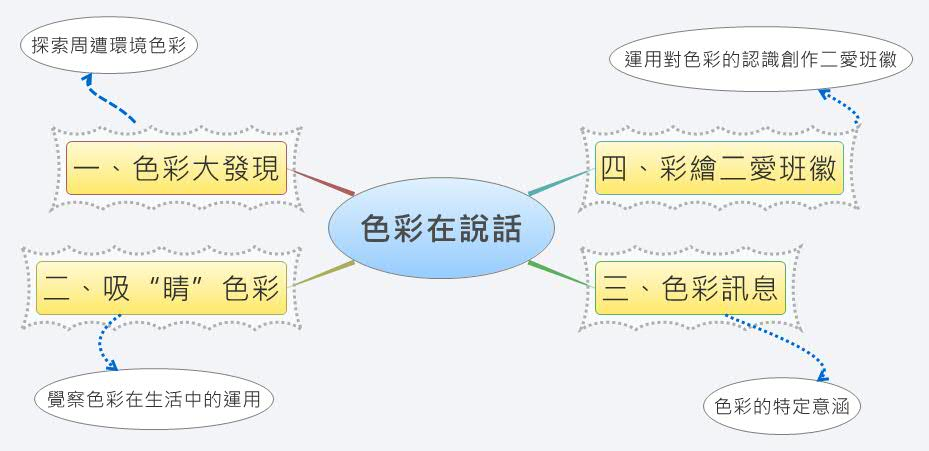 探索周遭環境色彩
運用對色彩的認識創作二愛班徽
一、色彩大發現
四、彩繪二愛班徽
色彩在說話
二、吸“睛”色彩
三、色彩訊息
覺察色彩在生活中的運用
色彩的特定意涵